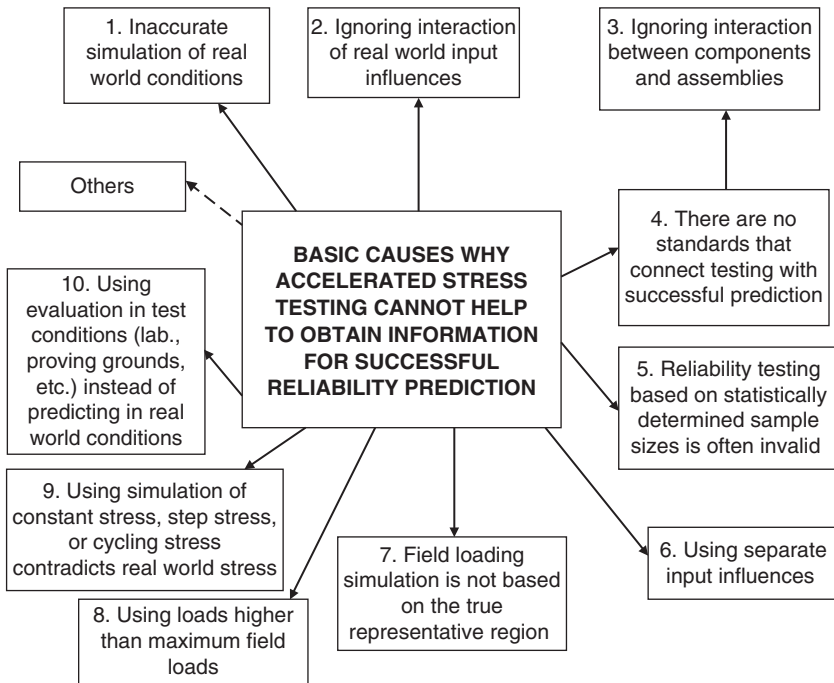 1. Inaccurate
simulation of real
world conditions
2. Ignoring interaction
of real world input
influences
3. Ignoring interaction
between components
and assemblies
Others
BASIC CAUSES WHY
ACCELERATED STRESS
TESTING CANNOT HELP
TO OBTAIN INFORMATION
FOR SUCCESSFUL
RELIABILITY PREDICTION
4. There are no
standards that
connect testing with
successful prediction
10. Using
evaluation in test
conditions (lab.,
proving grounds,
etc.) instead of
predicting in real
world conditions
5. Reliability testing
based on statistically
determined sample
sizes is often invalid
9. Using simulation of
constant stress, step stress,
or cycling stress
contradicts real world stress
7. Field loading
simulation is not based
on the true
representative region
6. Using separate
input influences
8. Using loads higher
than maximum field
loads